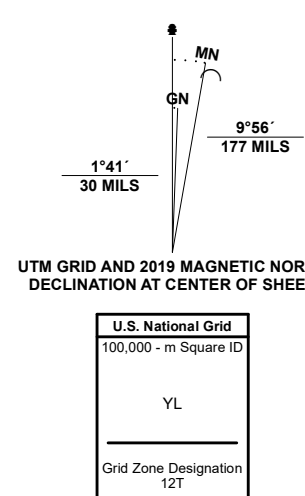 MN
GN
9°56´
177 MILS
1°41´
30 MILS
UTM GRID AND 2019 MAGNETIC NOR
DECLINATION AT CENTER OF SHEE
U.S. National Grid
100,000 - m Square ID
YL
Grid Zone Designation
12T